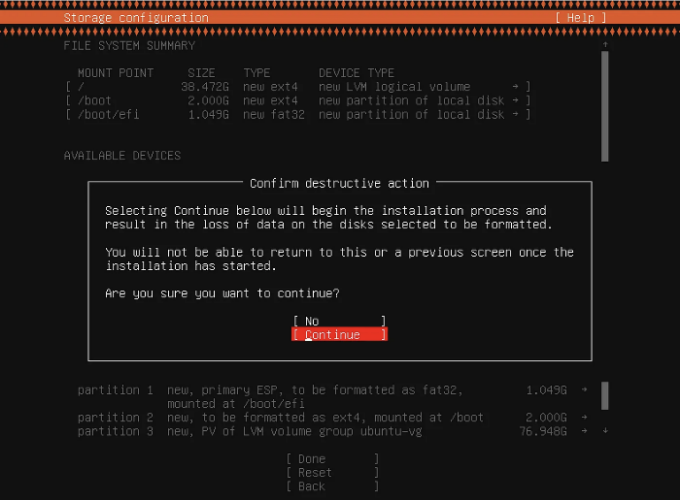 Storage configuration [ Help ]
FILE SYSTEM SUMMARY
MOUNT POINT SIZE TYPE DEVICE TYPE
[ / 38.472G new ext4 new LVM logical volume → ]
[ /boot 2.000G new ext4 new partition of local disk → ]
[ /boot/efi 1.049G new fat32 new partition of local disk → ]
AVAILABLE DEVICES
Confirm destructive action
Selecting Continue below will begin the installation process and
result in the loss of data on the disks selected to be formatted.
You will not be able to return to this or a previous screen once the
installation has started.
Are you sure you want to continue?
[ No ]
[ Continue ]
partition 1 new, primary ESP, to be formatted as fat32, 1.049G →
mounted at /boot/efi
partition 2 new, to be formatted as ext4, mounted at /boot 2.000G →
partition 3 new, PV of LVM volume group ubuntu-vg 76.948G →
[ Done ]
[ Reset ]
[ Back ]